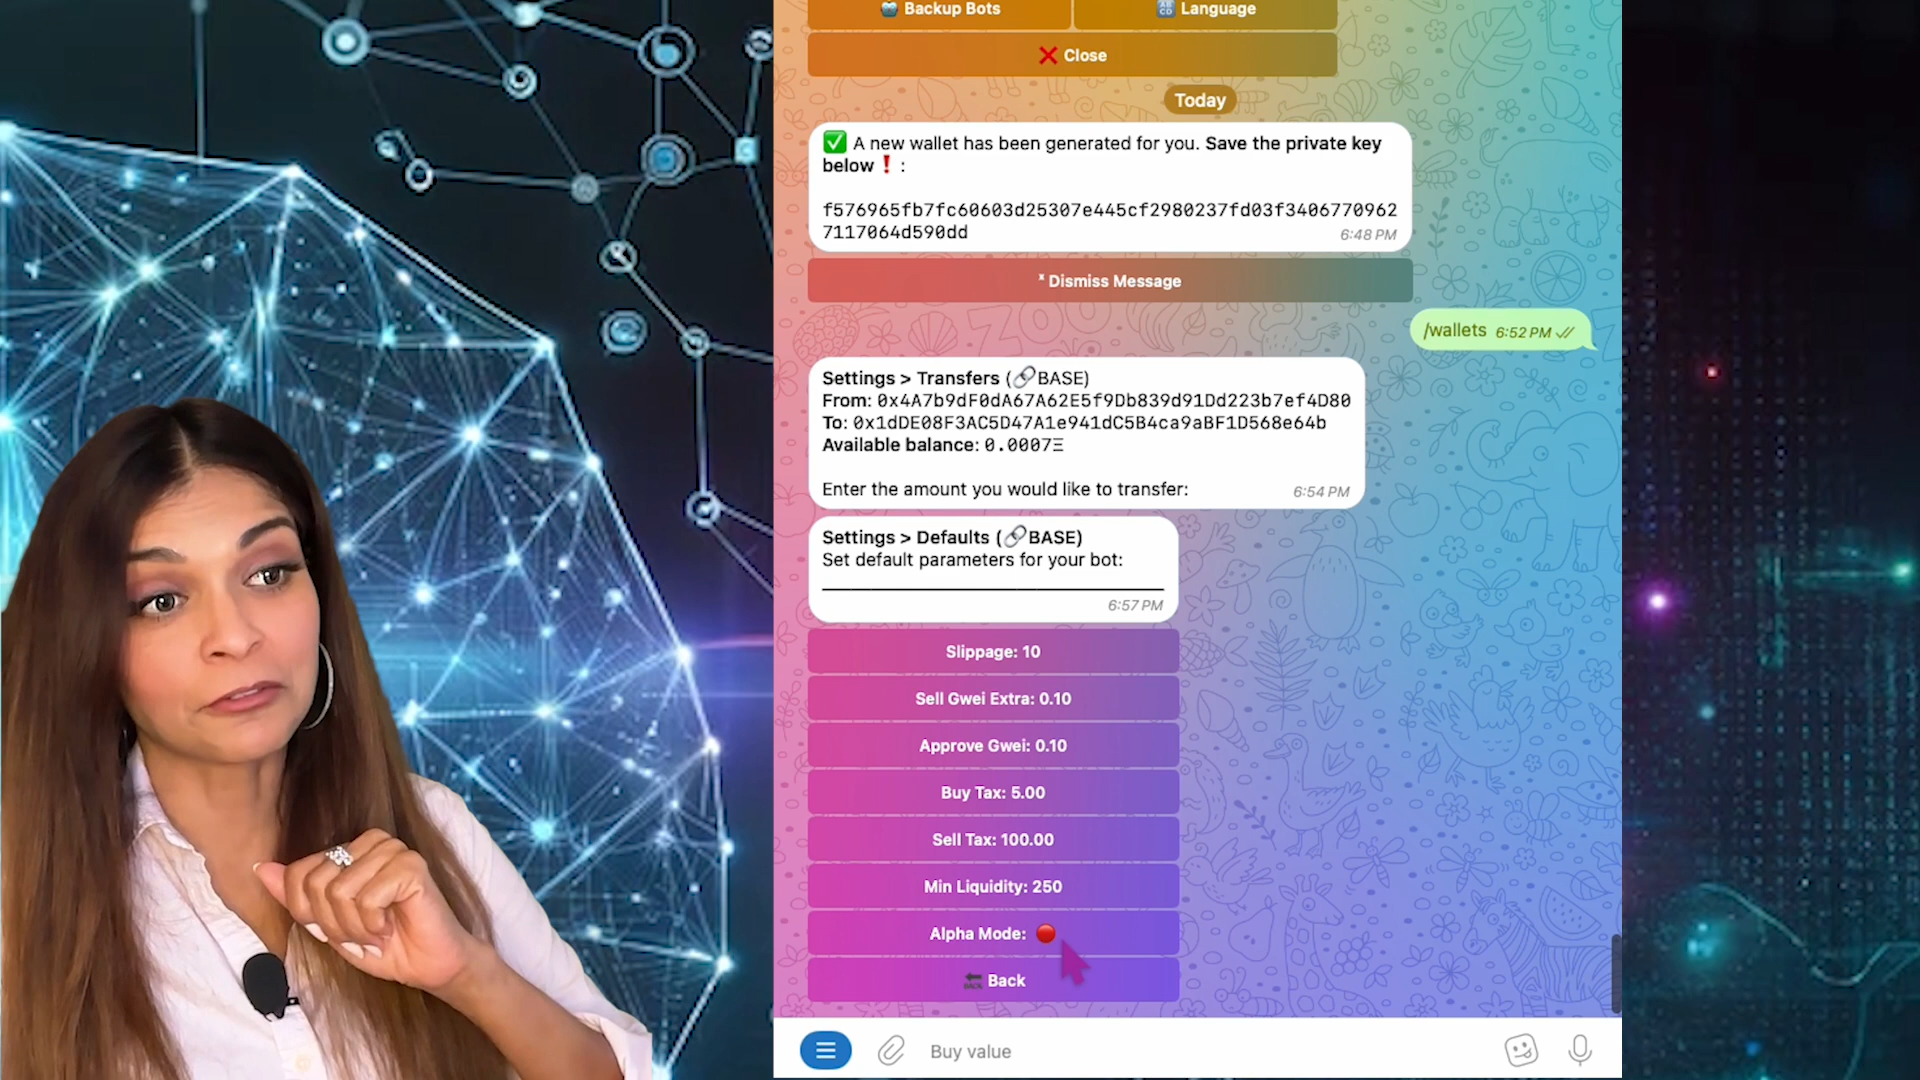 Backup Bots
Language
Close
Today
A new wallet has been generated for you. Save the private key
below❗:
f576965fb7fc60603d25307e445cf2980237fd03f3406770962
7117064d590dd
6:48 PM
Dismiss Message
/wallets 6:52 PM
Settings > Transfers (🔗BASE)
From: 0x4A7b9dF0dA67A62E5f9Db839d91Dd223b7ef4D80
To: 0x1dDE08F3AC5D47A1e941dC5B4ca9aBF1D568e64b
Available balance: 0.0007Ξ
Enter the amount you would like to transfer:
6:54 PM
Settings > Defaults (🔗BASE)
Set default parameters for your bot:
6:57 PM
Slippage: 10
Sell Gwei Extra: 0.10
Approve Gwei: 0.10
Buy Tax: 5.00
Sell Tax: 100.00
Min Liquidity: 250
Alpha Mode: 🔴
Back
Buy value